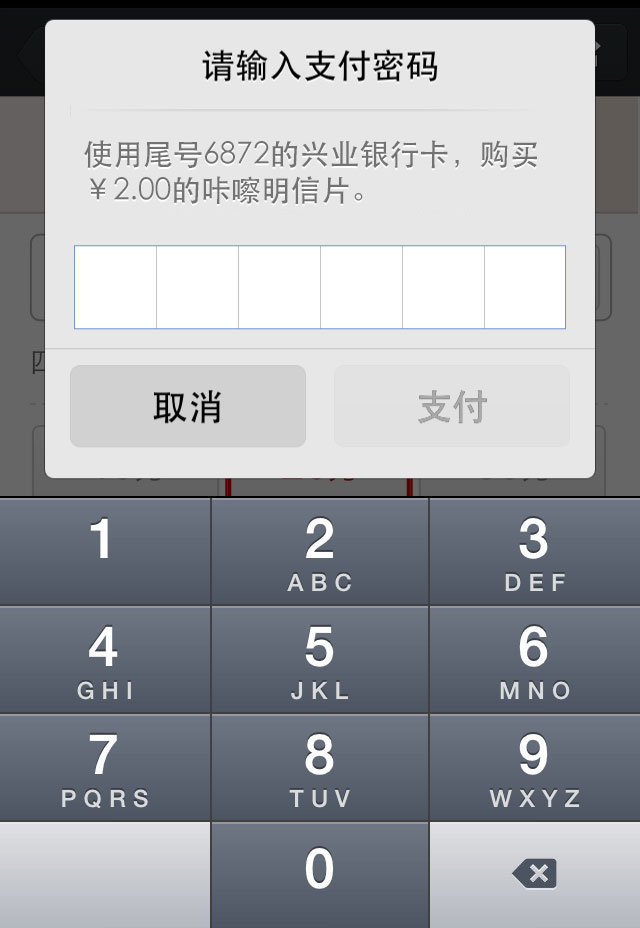 请输入支付密码
使用尾号6872的兴业银行卡，购买
￥2.00的咔嚓明信片。
取消
支付
1
2
ABC
3
DEF
4
GHI
5
JKL
6
MNO
7
PQRS
8
TUV
9
WXYZ
0